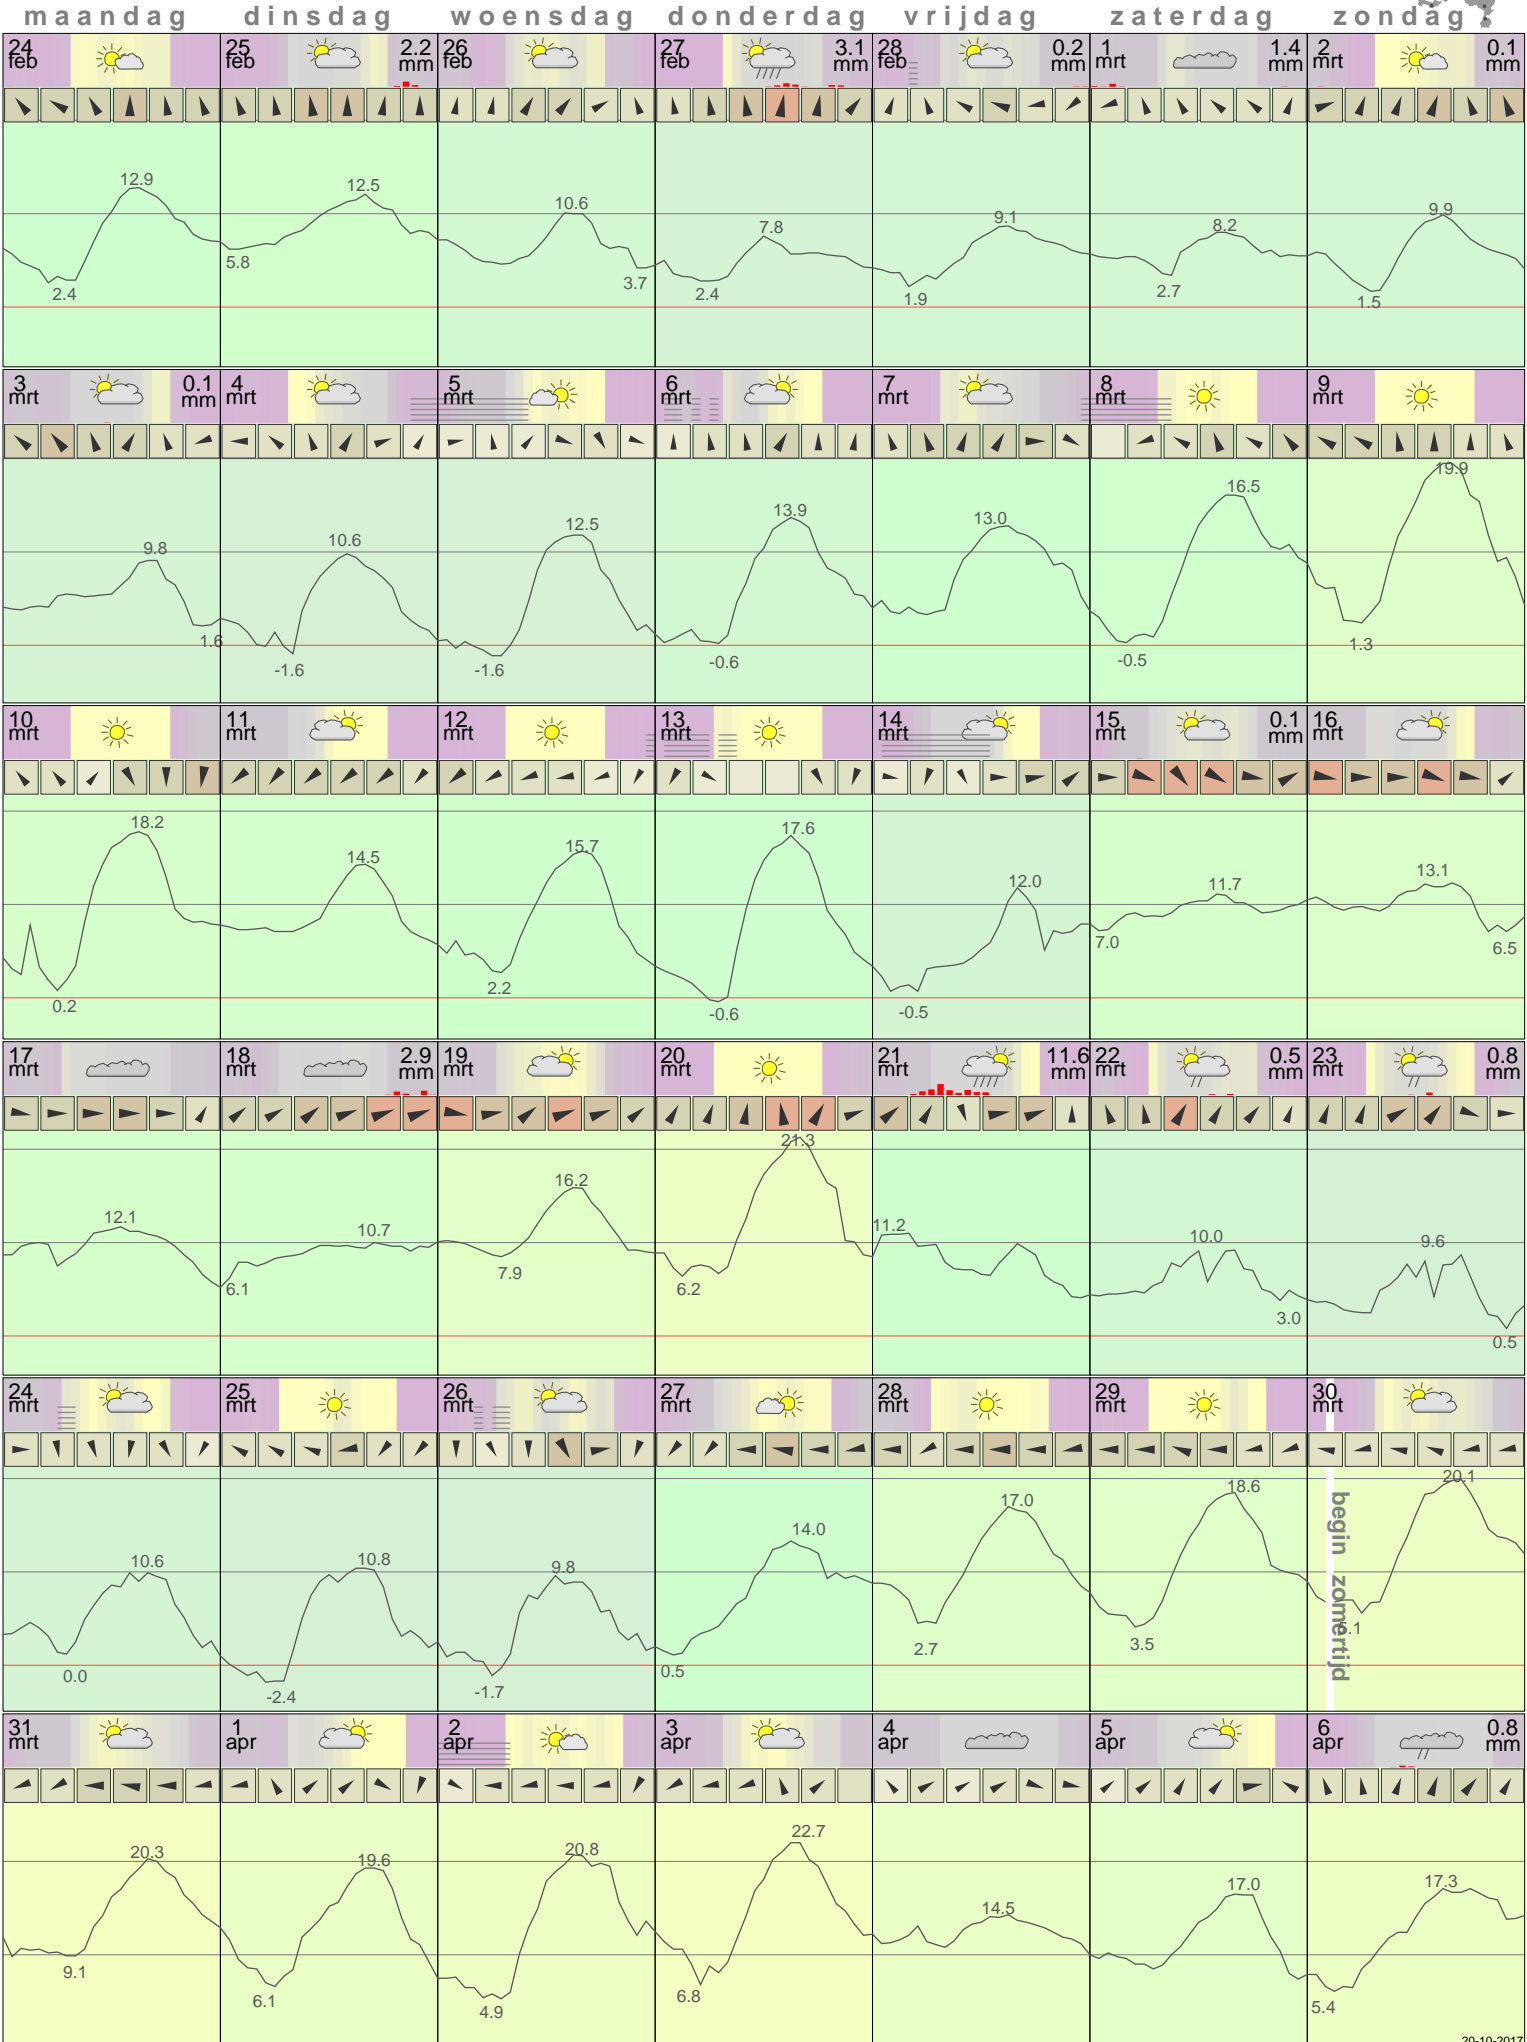 maandag dinsdag woensdag donderdag vrijdag zaterdag zondag
24 feb 25 feb 2.2 mm 26 feb 27 feb 3.1 mm 28 feb 0.2 mm 1 mrt 1.4 mm 2 mrt 0.1 mm
12.9 12.5 10.6 7.8 9.1 8.2 9.9
2.4 5.8 3.7 2.4 1.9 2.7 1.5
3 mrt 0.1 mm 4 mrt 5 mrt 6 mrt 7 mrt 8 mrt 9 mrt
9.8 10.6 12.5 13.9 13.0 16.5 19.9
1.6 -1.6 -1.6 -0.6 -0.5 1.3
10 mrt 11 mrt 12 mrt 13 mrt 14 mrt 15 mrt 0.1 mm 16 mrt
18.2 14.5 15.7 17.6 12.0 11.7 13.1
0.2 2.2 -0.6 -0.5 7.0 6.5
17 mrt 18 mrt 2.9 mm 19 mrt 20 mrt 21 mrt 11.6 mm 22 mrt 0.5 mm 23 mrt 0.8 mm
12.1 10.7 16.2 21.3 11.2 10.0 9.6
6.1 7.9 6.2 3.0 0.5
24 mrt 25 mrt 26 mrt 27 mrt 28 mrt 29 mrt 30 mrt
10.6 10.8 9.8 14.0 17.0 18.6 20.1
0.0 -2.4 -1.7 0.5 2.7 3.5
begin zomertijd
31 mrt 1 apr 2 apr 3 apr 4 apr 5 apr 6 apr 0.8 mm
20.3 19.6 20.8 22.7 14.5 17.0 17.3
9.1 6.1 4.9 6.8 5.4
20-10-2017